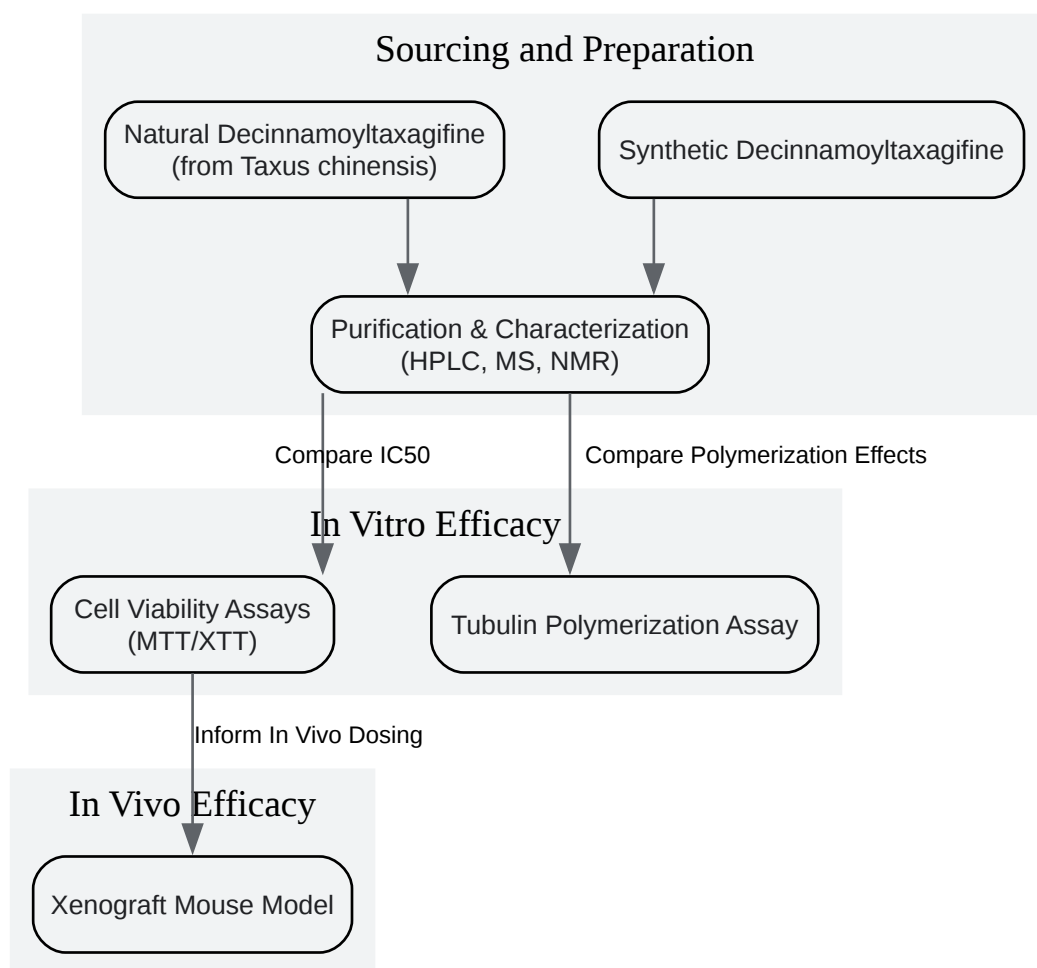 Sourcing and Preparation
Natural Decinnamoyltaxagifine
(from Taxus chinensis)
Synthetic Decinnamoyltaxagifine
Purification & Characterization
(HPLC, MS, NMR)
Compare IC50
Compare Polymerization Effects
In Vitro Efficacy
Cell Viability Assays
(MTT/XTT)
Tubulin Polymerization Assay
Inform In Vivo Dosing
In Vivo Efficacy
Xenograft Mouse Model